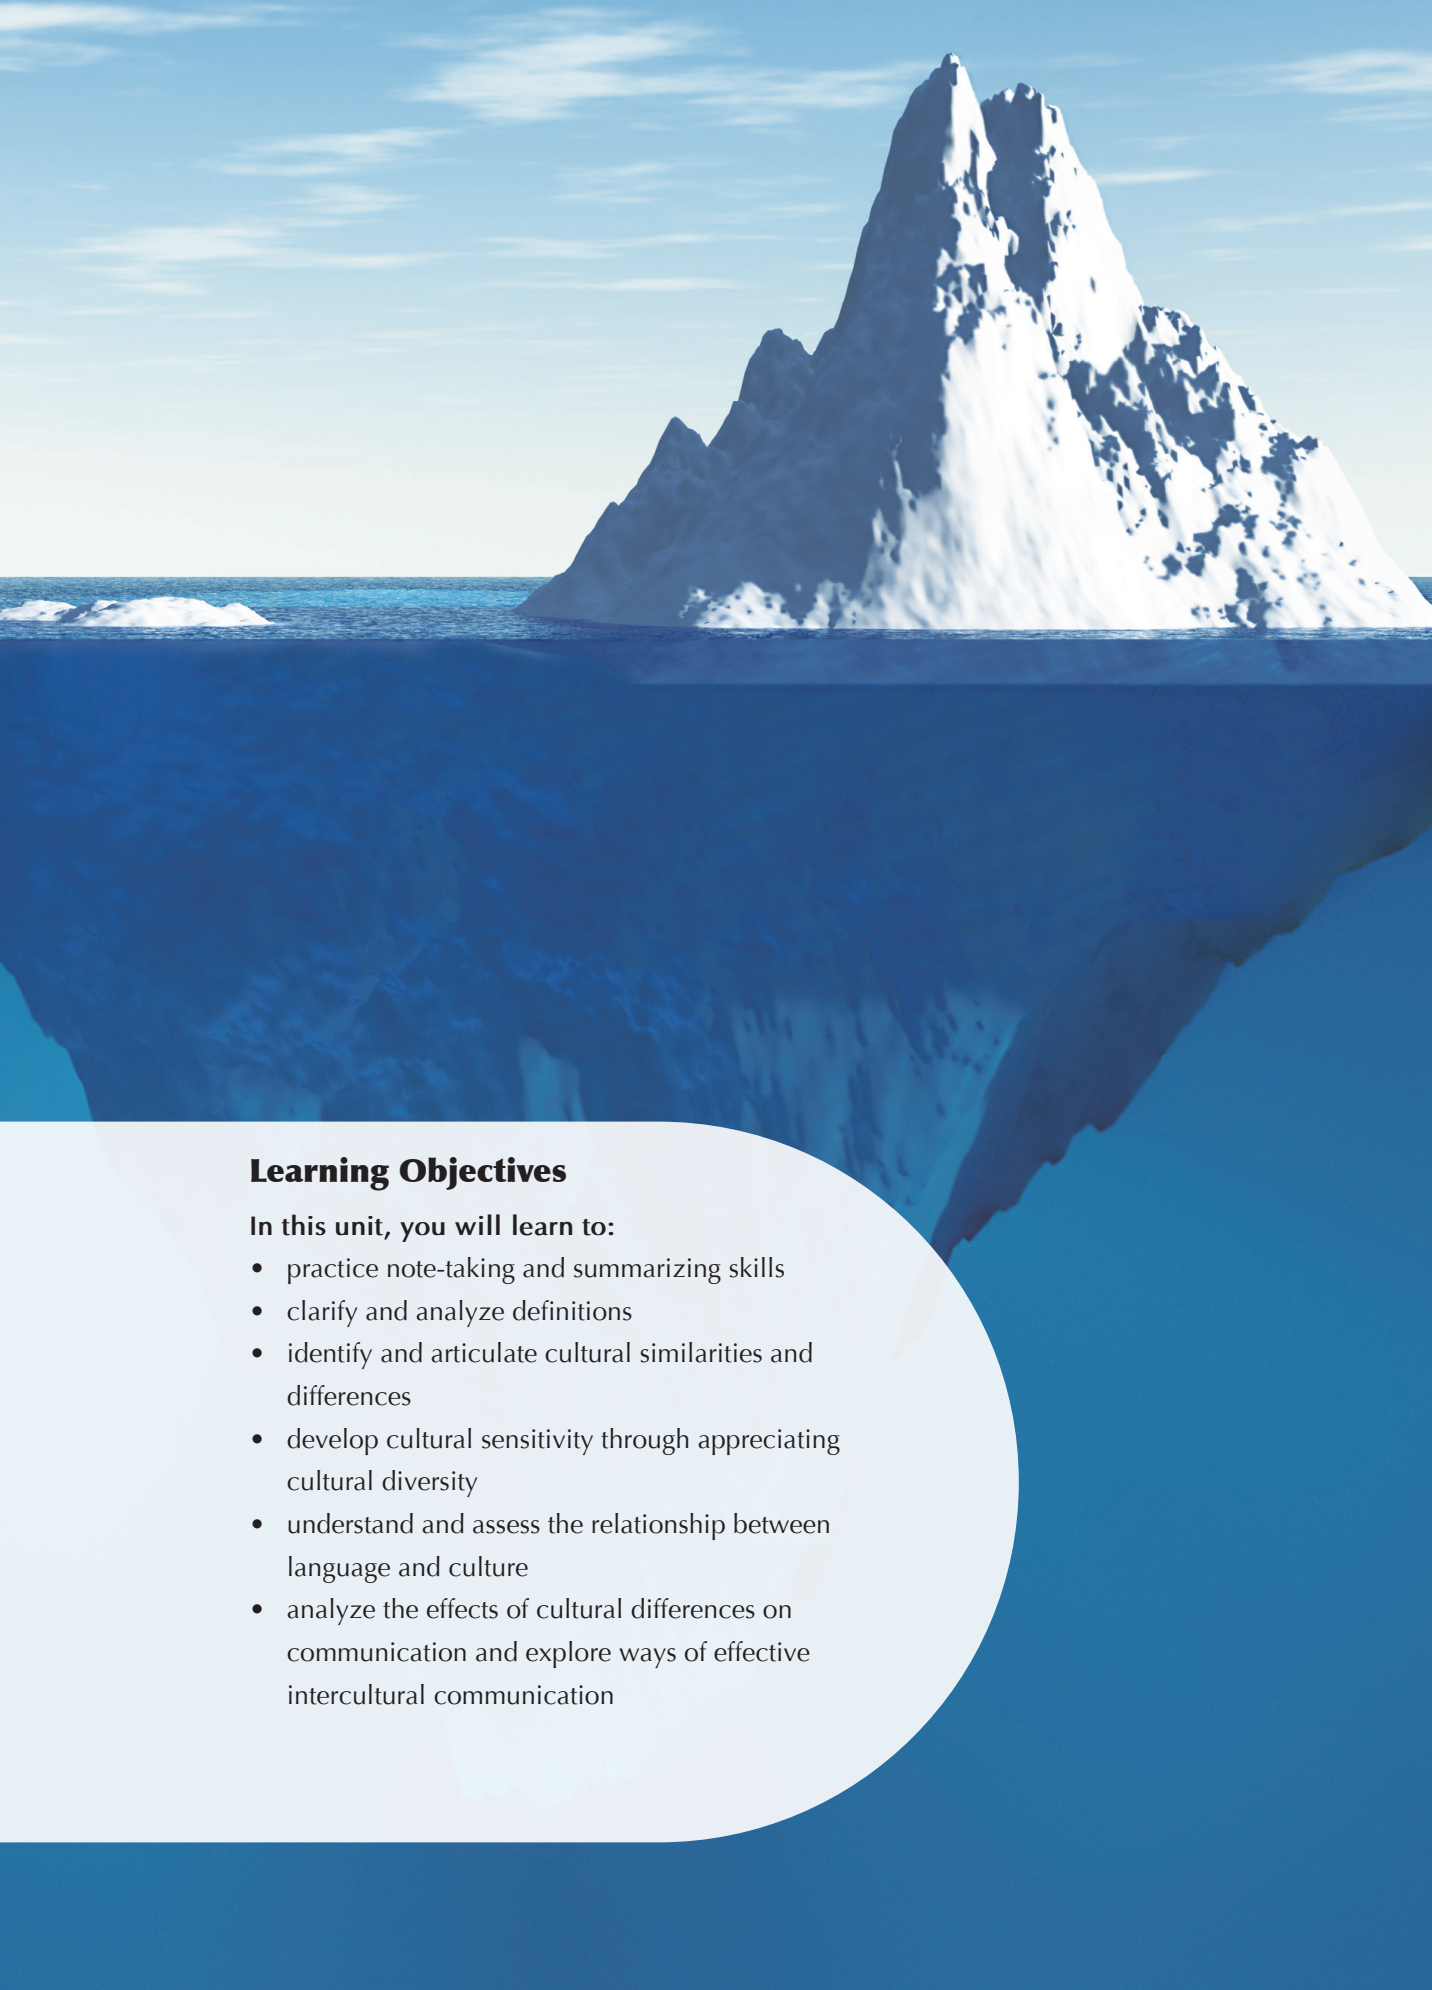 Learning Objectives
In this unit, you will learn to:
• practice note-taking and summarizing skills
• clarify and analyze definitions
• identify and articulate cultural similarities and
differences
• develop cultural sensitivity through appreciating
cultural diversity
• understand and assess the relationship between
language and culture
• analyze the effects of cultural differences on
communication and explore ways of effective
intercultural communication